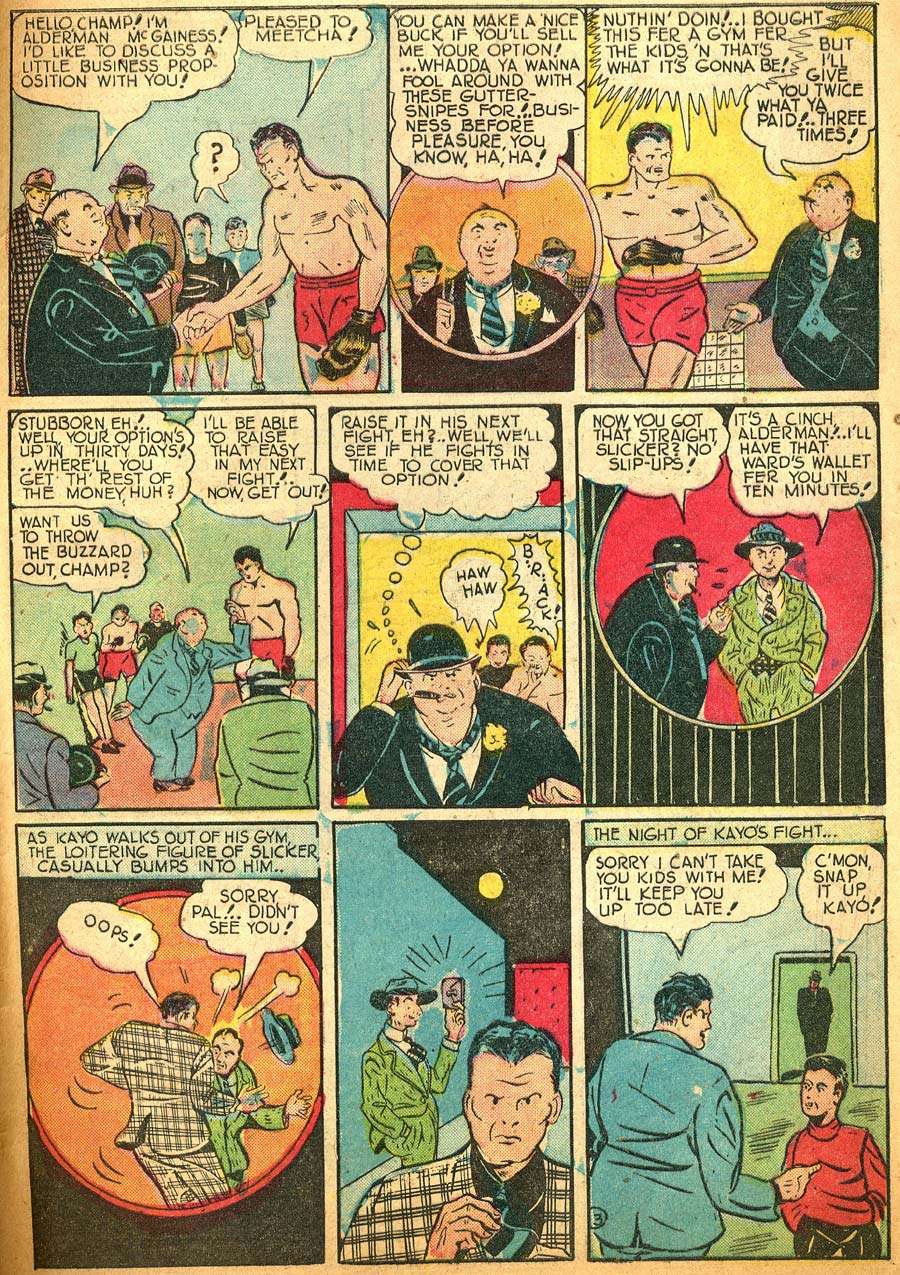 HELLO CHAMP! I'M
ALDERMAN McGAINESS!
I'D LIKE TO DISCUSS A
LITTLE BUSINESS PROP-
OSITION WITH YOU!
PLEASED TO
MEETCHA!
?
YOU CAN MAKE A NICE
BUCK IF YOU'LL SELL
ME YOUR OPTION!
...WHADDA YA WANNA
FOOL AROUND WITH
THESE GUTTER-
SNIPES FOR!..BUSI-
NESS BEFORE
PLEASURE, YOU
KNOW, HA, HA!
NUTHIN' DOIN!..I BOUGHT
THIS FER A GYM FER
THE KIDS 'N THAT'S
WHAT IT'S GONNA BE!
BUT
I'LL
GIVE
YOU TWICE
WHAT YA
PAID!..THREE
TIMES!
STUBBORN, EH!.
WELL, YOUR OPTION'S
UP IN THIRTY DAYS!
..WHERE'LL YOU
GET TH' REST OF
THE MONEY, HUH?
I'LL BE ABLE
TO RAISE
THAT EASY
IN MY NEXT
FIGHT!..
NOW, GET OUT!
WANT US
TO THROW
THE BUZZARD
OUT, CHAMP?
RAISE IT IN HIS NEXT
FIGHT, EH?..WELL, WE'LL
SEE IF HE FIGHTS IN
TIME TO COVER THAT
OPTION!
HAW
HAW
B.R.ACK!
NOW YOU GOT
THAT STRAIGHT,
SLICKER? NO
SLIP-UPS!
IT'S A CINCH,
ALDERMAN!..I'LL
HAVE THAT
WARD'S WALLET
FER YOU IN
TEN MINUTES!
AS KAYO WALKS OUT OF HIS GYM,
THE LOITERING FIGURE OF SLICKER
CASUALLY BUMPS INTO HIM..
OOPS!
SORRY
PAL!.. DIDN'T
SEE YOU!
THE NIGHT OF KAYO'S FIGHT...
SORRY I CAN'T TAKE
YOU KIDS WITH ME!
IT'LL KEEP YOU
UP TOO LATE!
C'MON,
SNAP
IT UP,
KAYO!
3